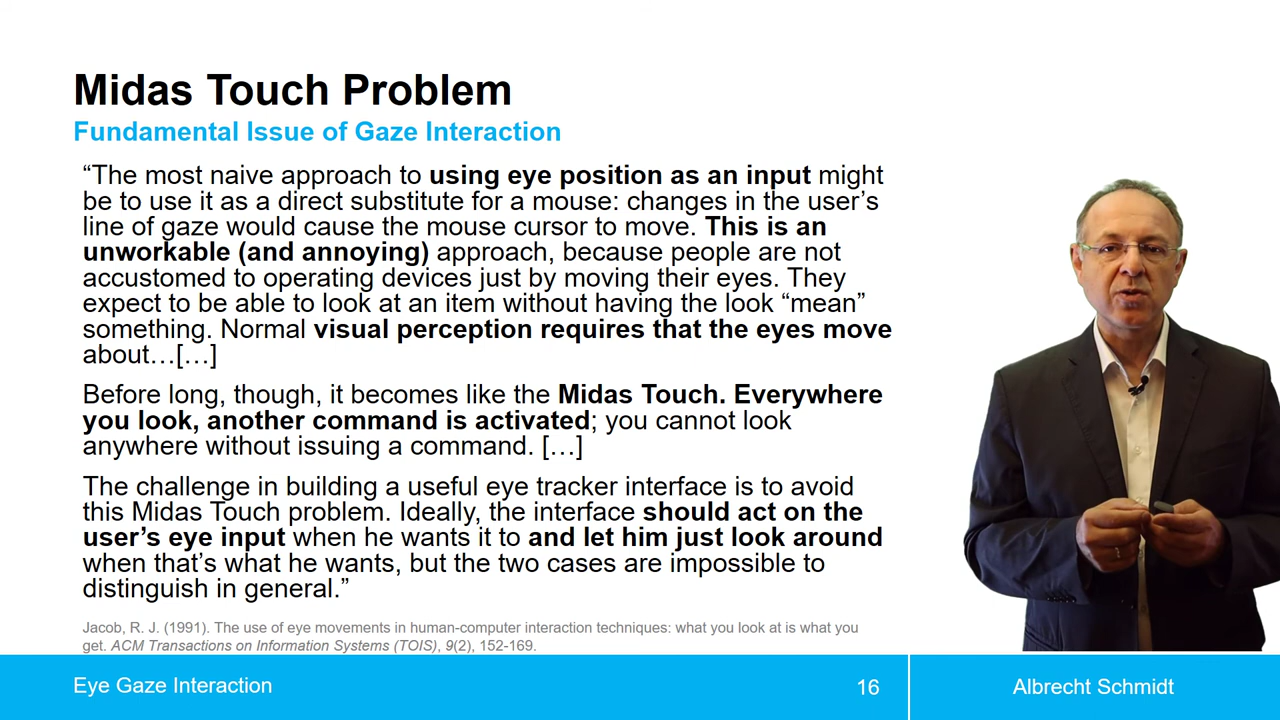 Midas Touch Problem
Fundamental Issue of Gaze Interaction
“The most naive approach to using eye position as an input might
be to use it as a direct substitute for a mouse: changes in the user’s
line of gaze would cause the mouse cursor to move. This is an
unworkable (and annoying) approach, because people are not
accustomed to operating devices just by moving their eyes. They
expect to be able to look at an item without having the look “mean”
something. Normal visual perception requires that the eyes move
about…[…]
Before long, though, it becomes like the Midas Touch. Everywhere
you look, another command is activated; you cannot look
anywhere without issuing a command. […]
The challenge in building a useful eye tracker interface is to avoid
this Midas Touch problem. Ideally, the interface should act on the
user’s eye input when he wants it to and let him just look around
when that’s what he wants, but the two cases are impossible to
distinguish in general.”
Jacob, R. J. (1991). The use of eye movements in human-computer interaction techniques: what you look at is what you
get. ACM Transactions on Information Systems (TOIS), 9(2), 152-169.
Eye Gaze Interaction
16
Albrecht Schmidt